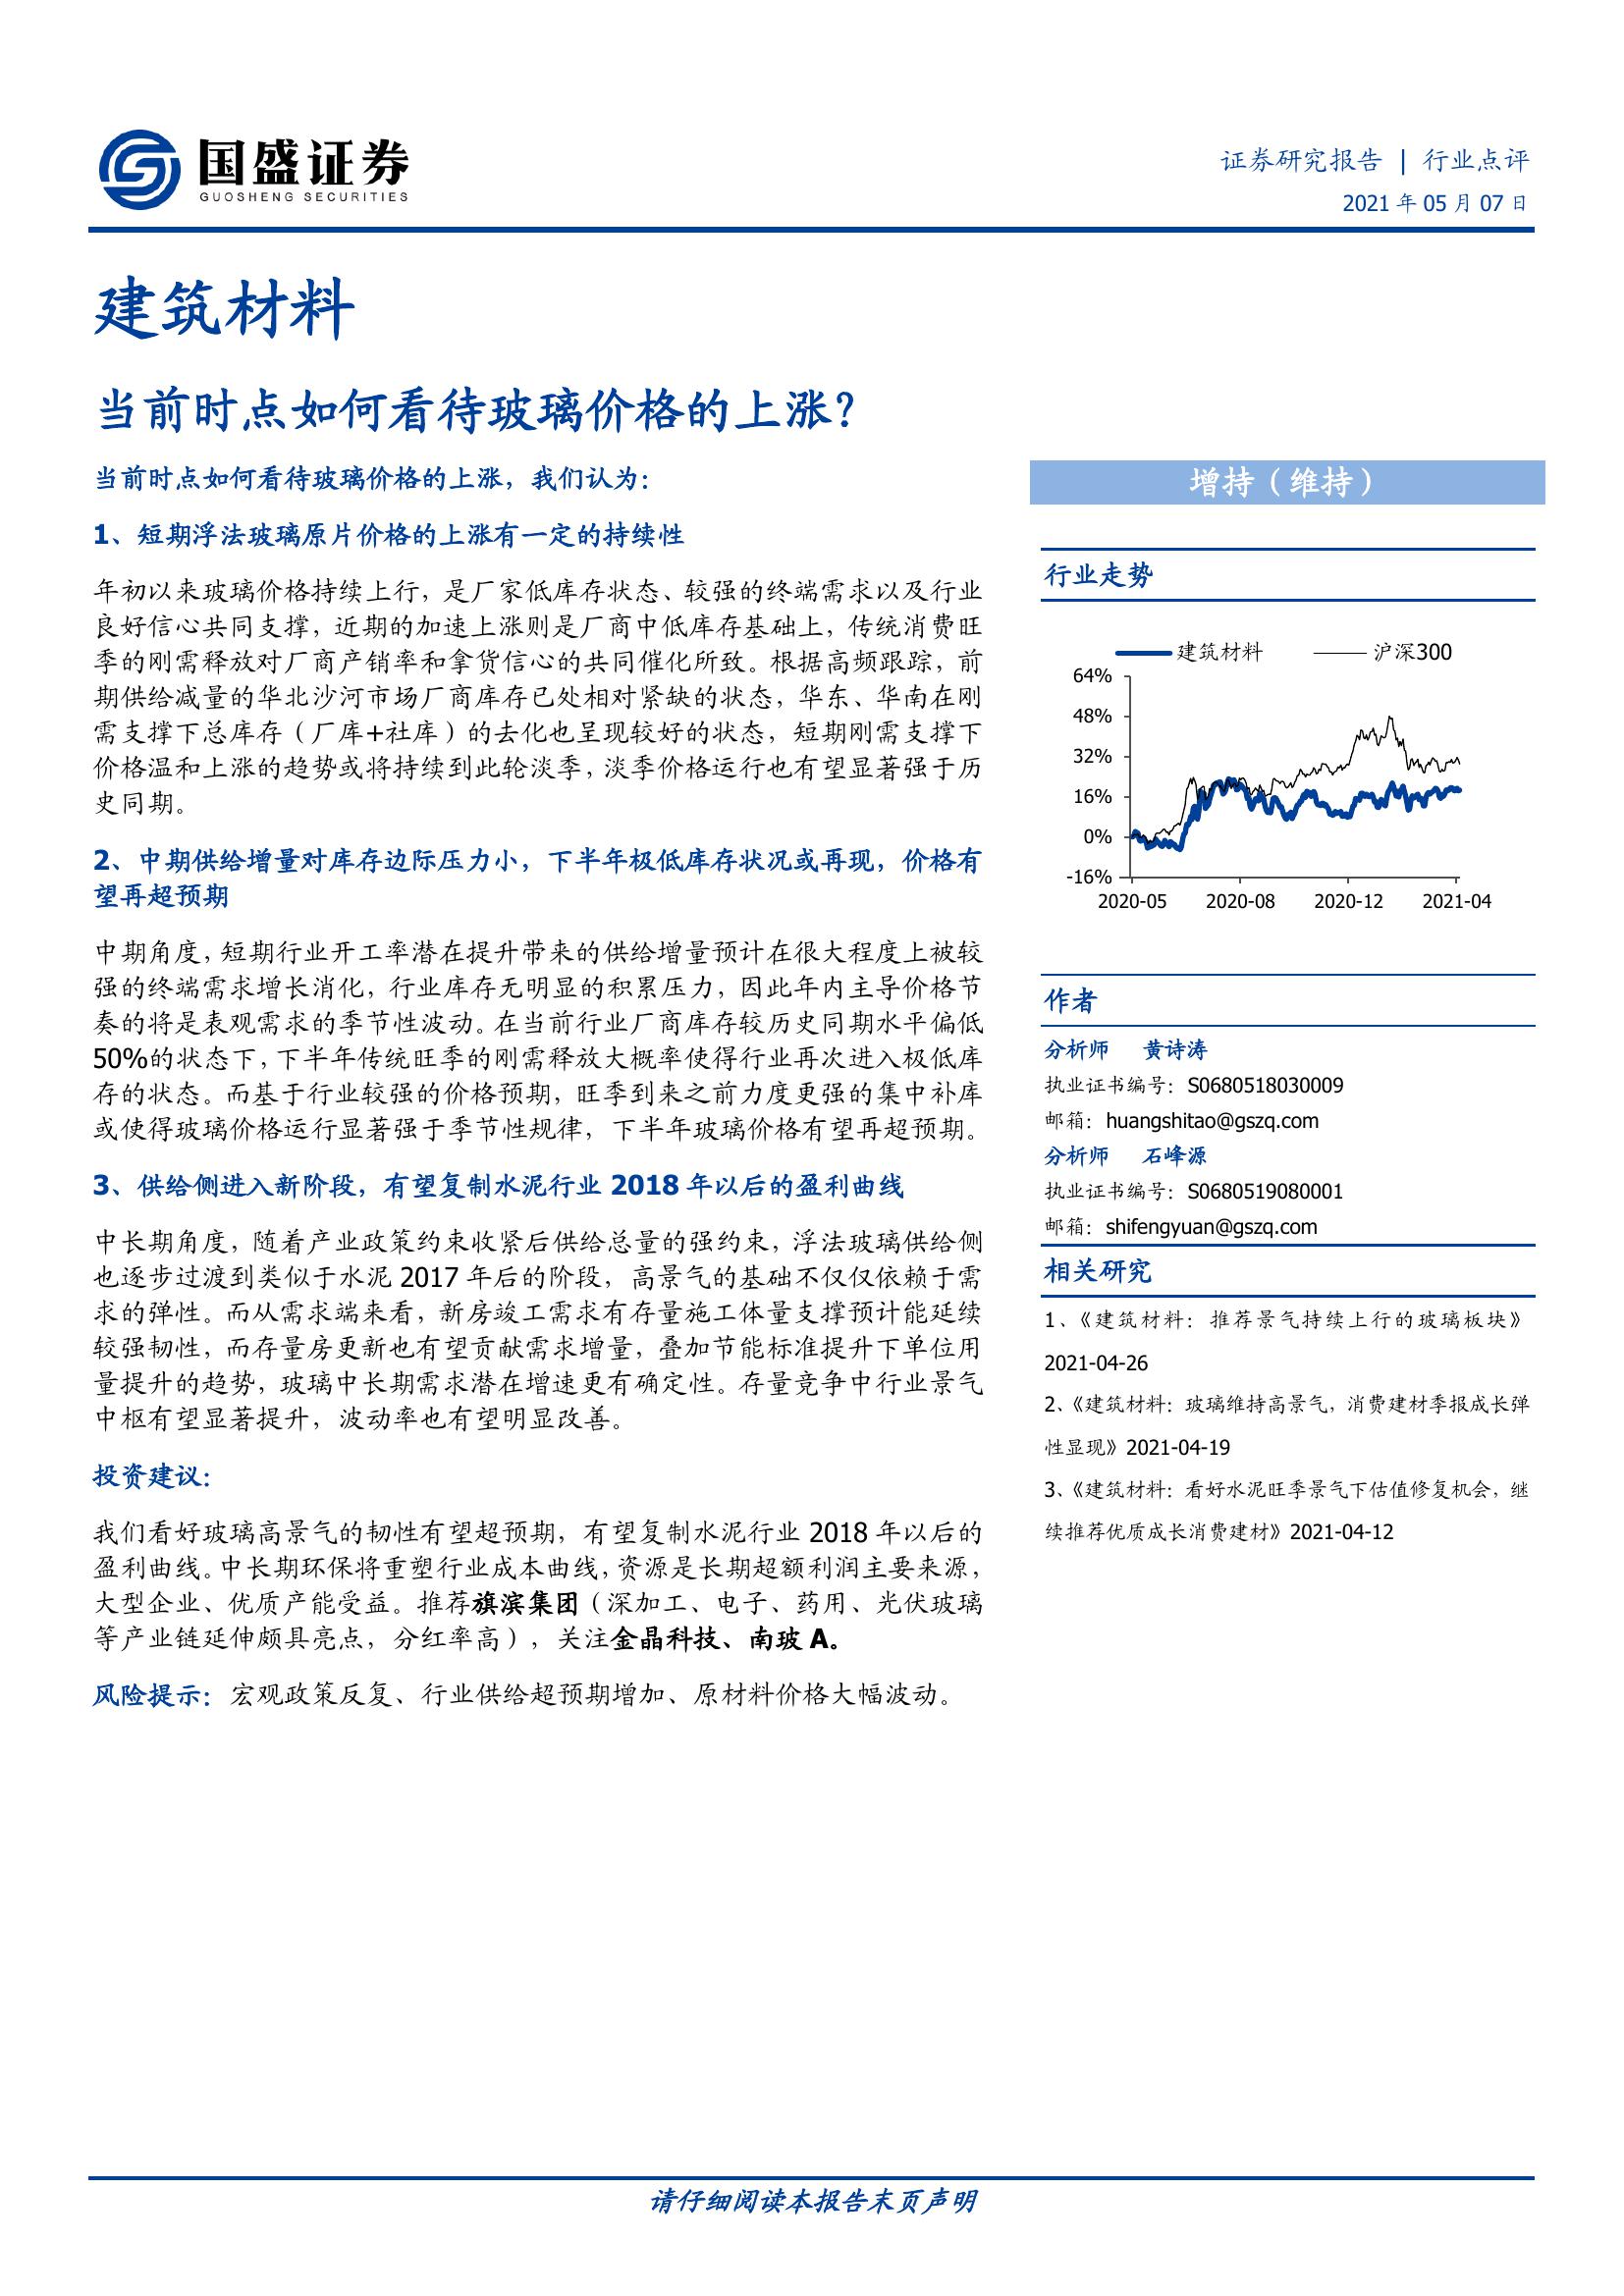 国盛证券
GUOSHENG SECURITIES
证券研究报告 | 行业点评
2021 年 05 月 07 日
建筑材料
当前时点如何看待玻璃价格的上涨？
当前时点如何看待玻璃价格的上涨，我们认为：
1、短期浮法玻璃原片价格的上涨有一定的持续性
年初以来玻璃价格持续上行，是厂家低库存状态、较强的终端需求以及行业
良好信心共同支撑，近期的加速上涨则是厂商中低库存基础上，传统消费旺
季的刚需释放对厂商产销率和拿货信心的共同催化所致。根据高频跟踪，前
期供给减量的华北沙河市场厂商库存已处相对紧缺的状态，华东、华南在刚
需支撑下总库存（厂库+社库）的去化也呈现较好的状态，短期刚需支撑下
价格温和上涨的趋势或将持续到此轮淡季，淡季价格运行也有望显著强于历
史同期。
2、中期供给增量对库存边际压力小，下半年极低库存状况或再现，价格有
望再超预期
中期角度，短期行业开工率潜在提升带来的供给增量预计在很大程度上被较
强的终端需求增长消化，行业库存无明显的积累压力，因此年内主导价格节
奏的将是表观需求的季节性波动。在当前行业厂商库存较历史同期水平偏低
50%的状态下，下半年传统旺季的刚需释放大概率使得行业再次进入极低库
存的状态。而基于行业较强的价格预期，旺季到来之前力度更强的集中补库
或使得玻璃价格运行显著强于季节性规律，下半年玻璃价格有望再超预期。
3、供给侧进入新阶段，有望复制水泥行业 2018 年以后的盈利曲线
中长期角度，随着产业政策约束收紧后供给总量的强约束，浮法玻璃供给侧
也逐步过渡到类似于水泥 2017 年后的阶段，高景气的基础不仅仅依赖于需
求的弹性。而从需求端来看，新房竣工需求有存量施工体量支撑预计能延续
较强韧性，而存量房更新也有望贡献需求增量，叠加节能标准提升下单位用
量提升的趋势，玻璃中长期需求潜在增速更有确定性。存量竞争中行业景气
中枢有望显著提升，波动率也有望明显改善。
投资建议：
我们看好玻璃高景气的韧性有望超预期，有望复制水泥行业 2018 年以后的
盈利曲线。中长期环保将重塑行业成本曲线，资源是长期超额利润主要来源，
大型企业、优质产能受益。推荐旗滨集团（深加工、电子、药用、光伏玻璃
等产业链延伸颇具亮点，分红率高），关注金晶科技、南玻 A。
风险提示：宏观政策反复、行业供给超预期增加、原材料价格大幅波动。
增持（维持）
行业走势
建筑材料 沪深300
64%
48%
32%
16%
0%
-16%
2020-05 2020-08 2020-12 2021-04
作者
分析师 黄诗涛
执业证书编号：S0680518030009
邮箱：huangshitao@gszq.com
分析师 石峰源
执业证书编号：S0680519080001
邮箱：shifengyuan@gszq.com
相关研究
1、《建筑材料：推荐景气持续上行的玻璃板块》
2021-04-26
2、《建筑材料：玻璃维持高景气，消费建材季报成长弹
性显现》2021-04-19
3、《建筑材料：看好水泥旺季景气下估值修复机会，继
续推荐优质成长消费建材》2021-04-12
请仔细阅读本报告末页声明